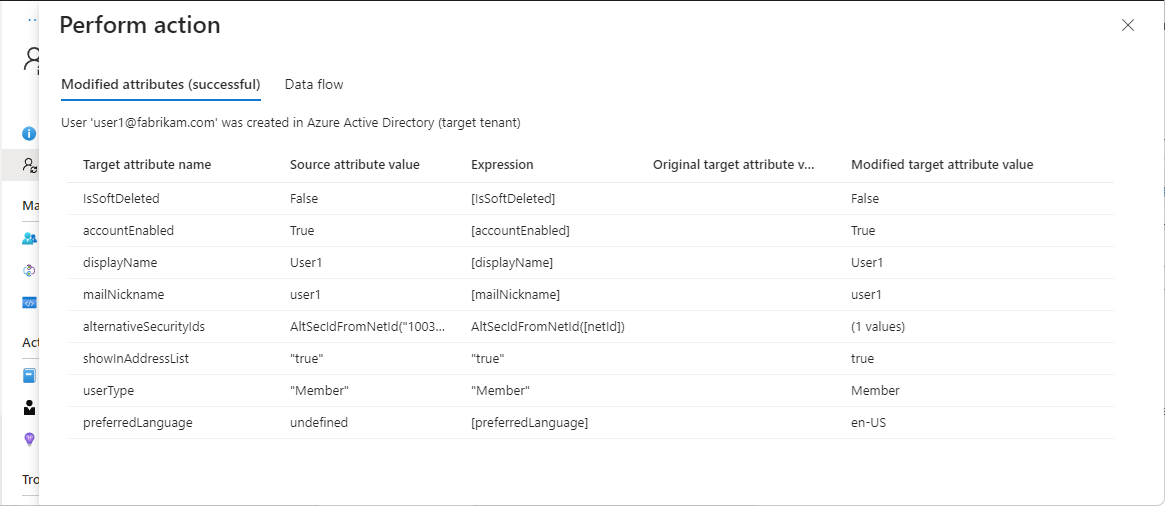 Perform action
Modified attributes (successful) Data flow
User 'user1@fabrikam.com' was created in Azure Active Directory (target tenant)
Target attribute name Source attribute value Expression Original target attribute v... Modified target attribute value
IsSoftDeleted False [IsSoftDeleted] False
accountEnabled True [accountEnabled] True
displayName User1 [displayName] User1
Ma
mailNickname user1 [mailNickname] user1
alternativeSecurityIds AltSecIdFromNetId("1003... AltSecIdFromNetId([netId]) (1 values)
Act
showInAddressList "true" "true" true
userType "Member" "Member" Member
preferredLanguage undefined [preferredLanguage] en-US
Tro